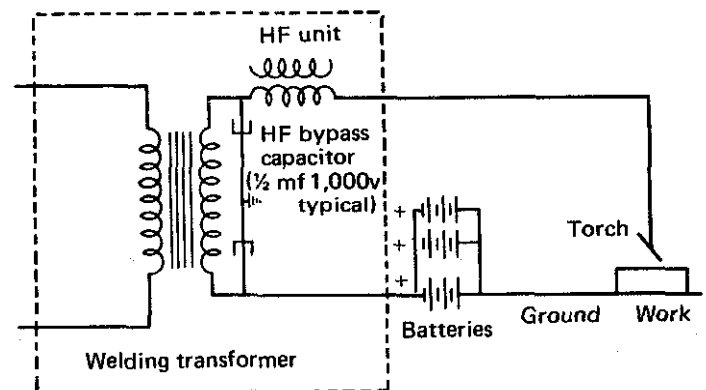 HF unit
HF bypass
capacitor
(½ mf 1,000v
typical)
+
+
+
Torch
Batteries
Ground
Work
Welding transformer